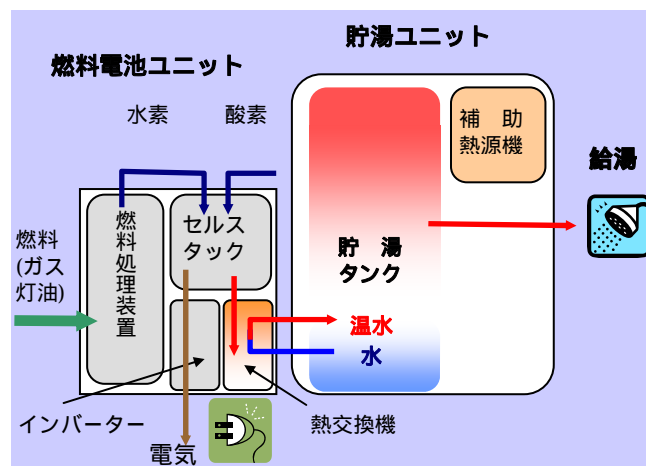 貯湯ユニット
燃料電池ユニット
水素
酸素
補　助
熱源機
給湯
燃料
(ガス
灯油)
燃料処理装置
セルス
タック
貯　湯
タンク
温水
水
インバーター
熱交換機
電気